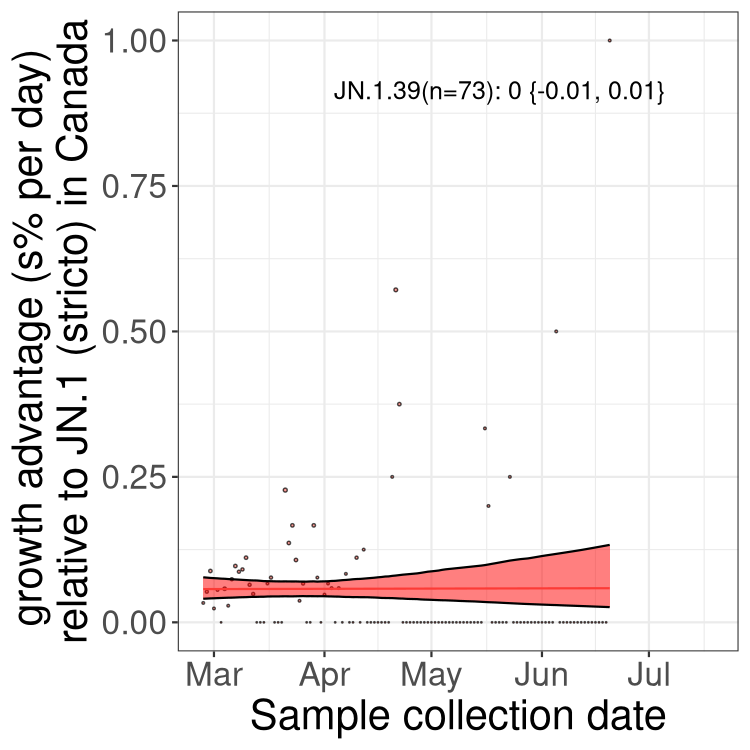 growth advantage (s% per day)
relative to JN.1 (stricto) in Canada
1.00
JN.1.39(n=73): 0 {-0.01, 0.01}
0.75
0.50
0.25
0.00
Mar Apr May Jun Jul
Sample collection date